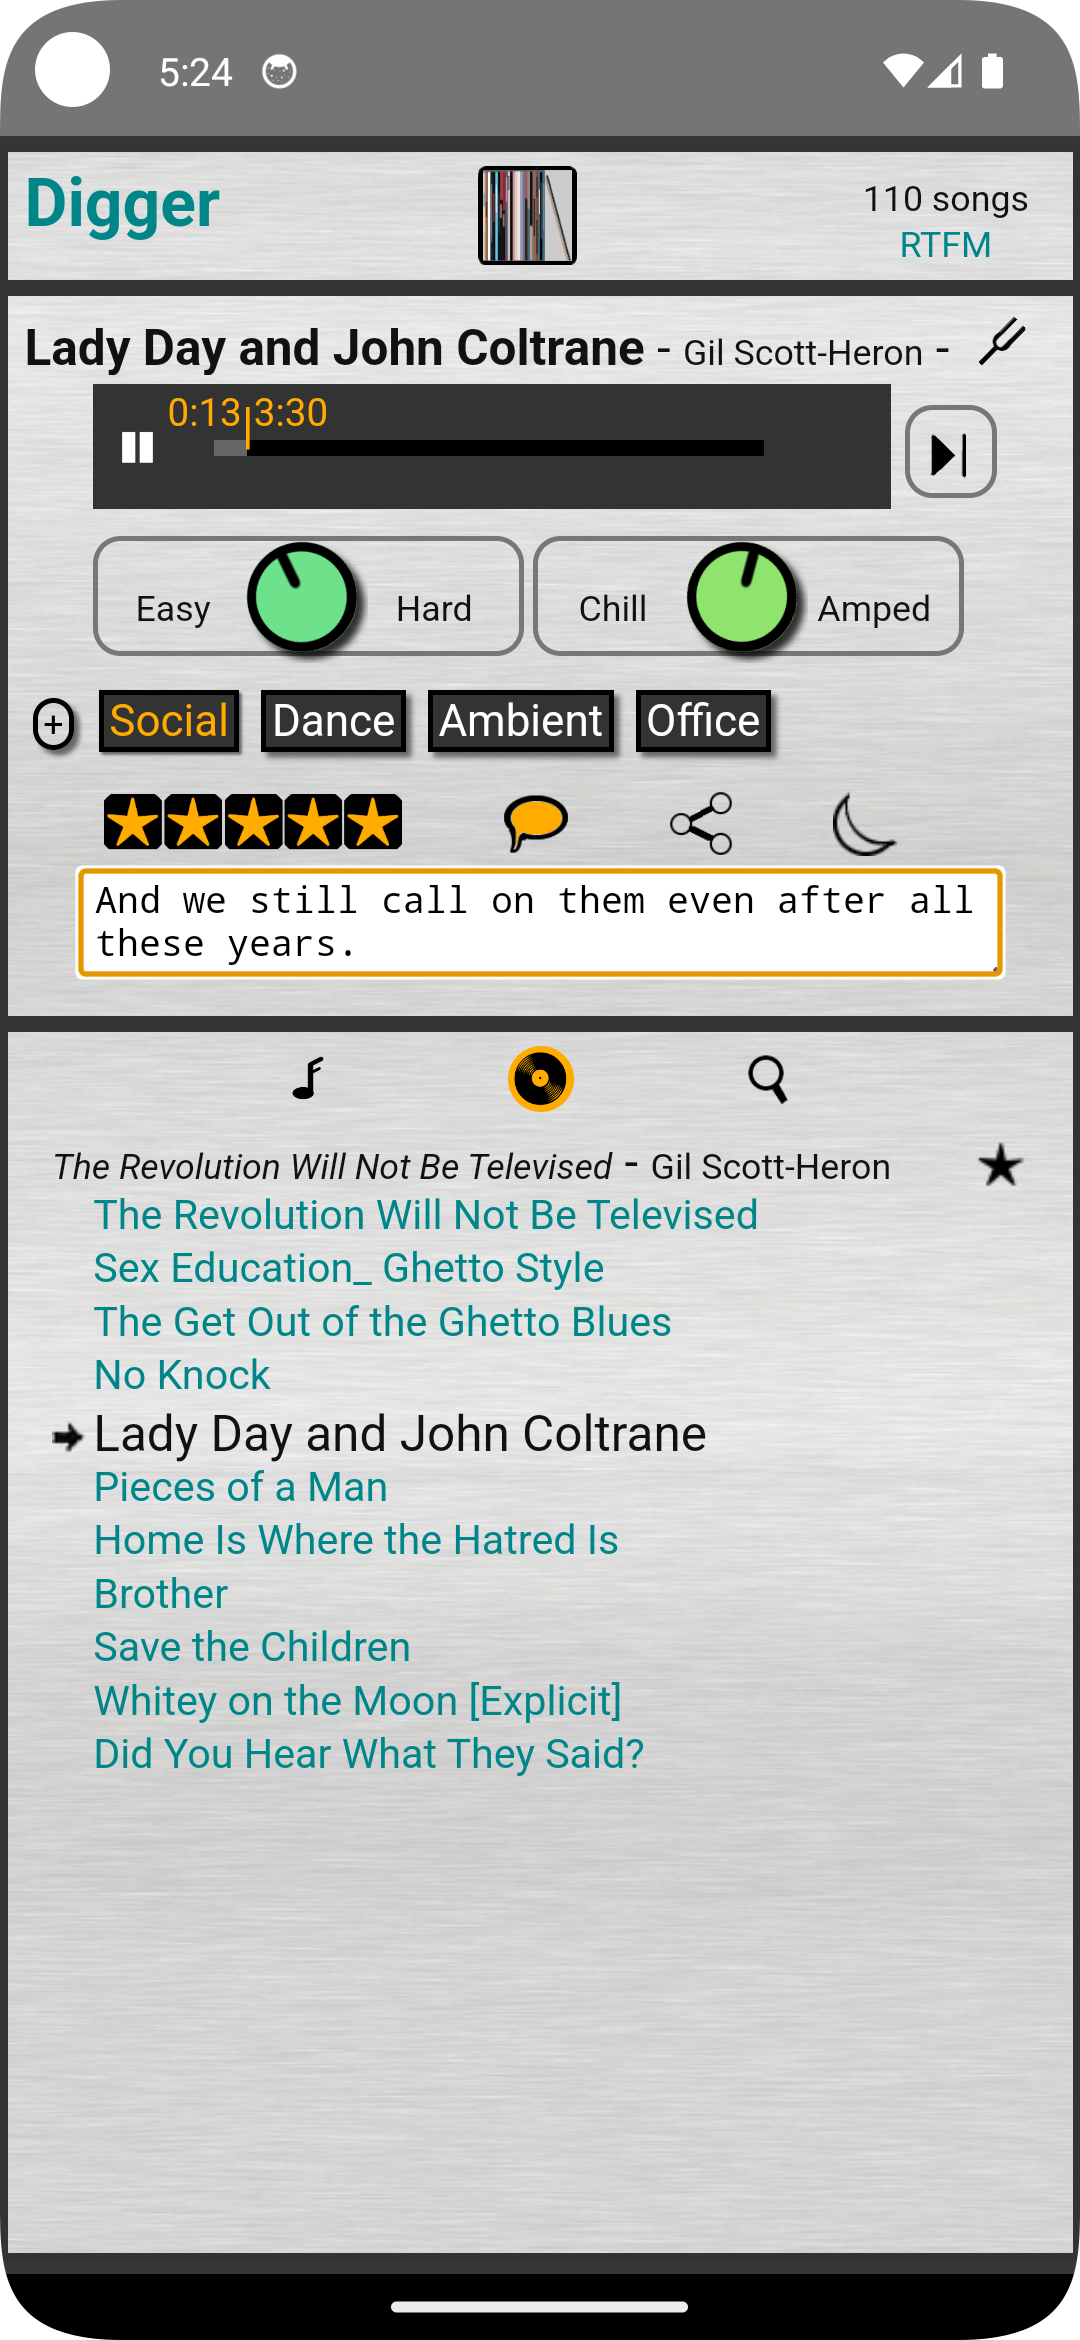 5:24
Digger
110 songs
RTFM
Lady Day and John Coltrane - Gil Scott-Heron -
0:13 3:30
Easy Hard Chill Amped
+ Social Dance Ambient Office
And we still call on them even after all
these years.
The Revolution Will Not Be Televised - Gil Scott-Heron
The Revolution Will Not Be Televised
Sex Education_ Ghetto Style
The Get Out of the Ghetto Blues
No Knock
Lady Day and John Coltrane
Pieces of a Man
Home Is Where the Hatred Is
Brother
Save the Children
Whitey on the Moon [Explicit]
Did You Hear What They Said?